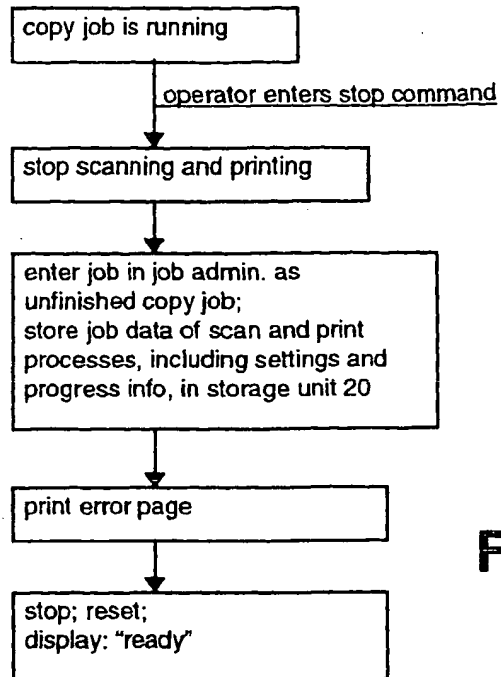 copy job is running
operator enters stop command
stop scanning and printing
enter job in job admin. as
unfinished copy job;
store job data of scan and print
processes, including settings and
progress info, in storage unit 20
print error page
F
stop; reset;
display: “ready”